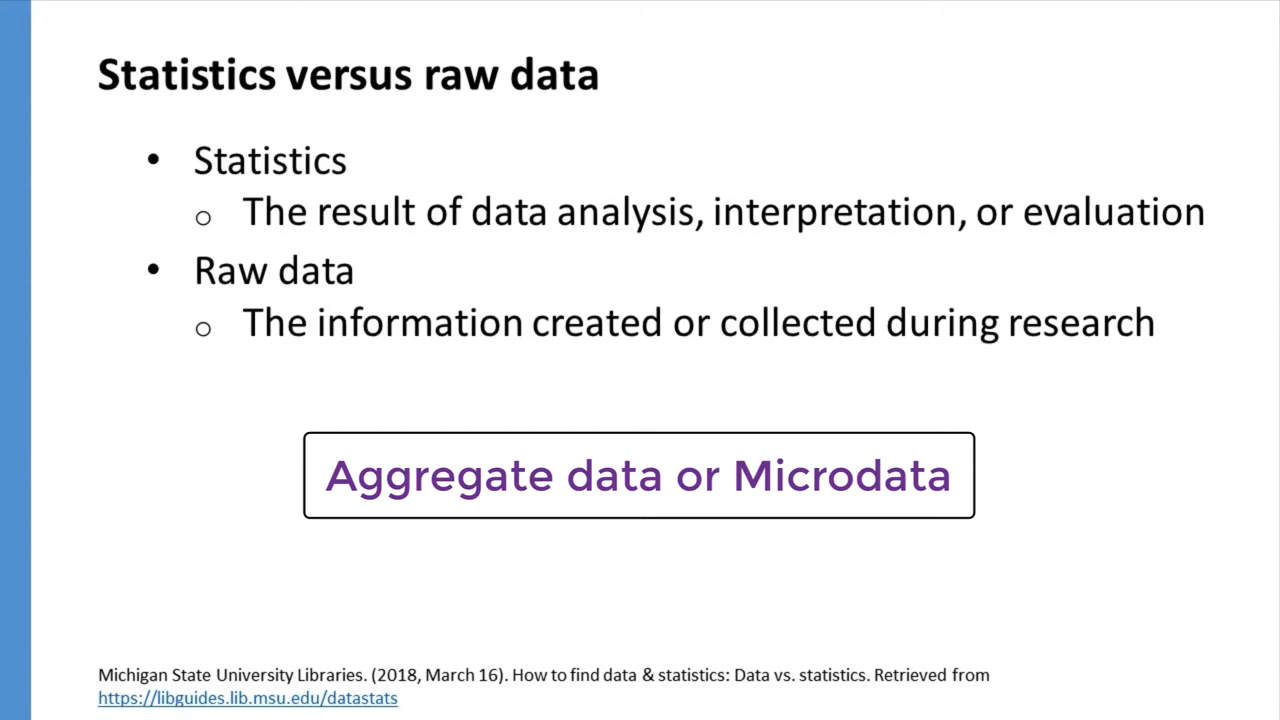 Statistics versus raw data
• Statistics
o The result of data analysis, interpretation, or evaluation
• Raw data
o The information created or collected during research
Aggregate data or Microdata
Michigan State University Libraries. (2018, March 16). How to find data & statistics: Data vs. statistics. Retrieved from
https://libguides.lib.msu.edu/datastats